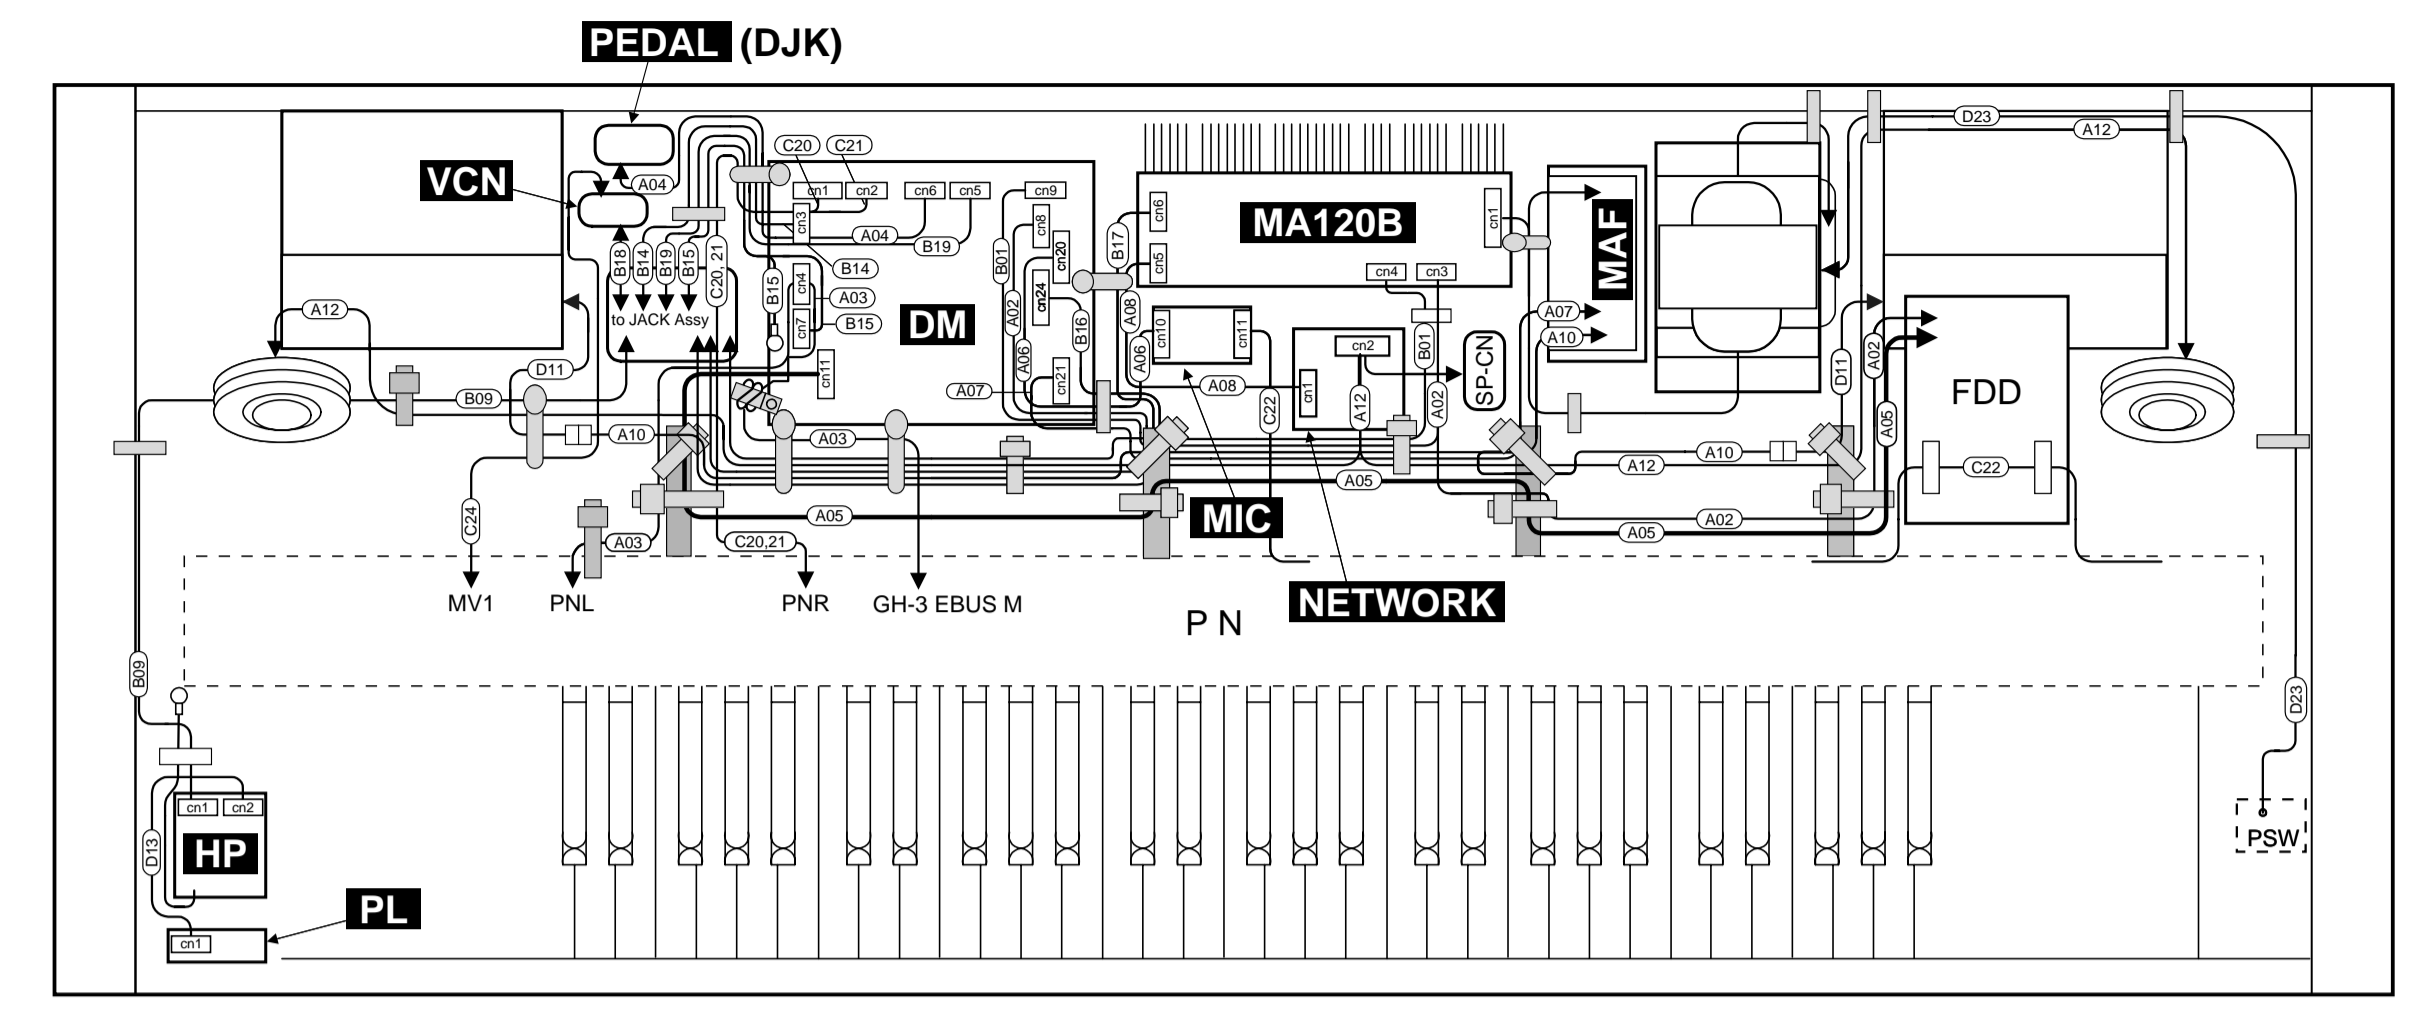 PEDAL (DJK)
VCN
A04
C20 C21
cn1 cn2 cn6 cn5
cn3
A04
B19
B14
B18 B14 B19 B15 C20, 21
to JACK Assy
B15
cn4
A03
cn7
B15
cn11
DM
cn9
cn8
cn20
cn24
cn21
B01
A02
A06
A07
B16
B17
A08
A06
cn6
cn5
MA120B
cn1
cn4 cn3
cn10 cn11
MIC
A08
C22
cn1
cn2
A12
NETWORK
B01
A02
SP-CN
MAF
A07
A10
D23
A12
D11
A02
A05
FDD
C22
A12
D11
B09
A10
A03
A12
A10
A05
A05
A02
A05
C24
A03
C20,21
MV1 PNL PNR GH-3 EBUS M
P N
B09
D23
cn1 cn2
HP
D13
PL
cn1
PSW